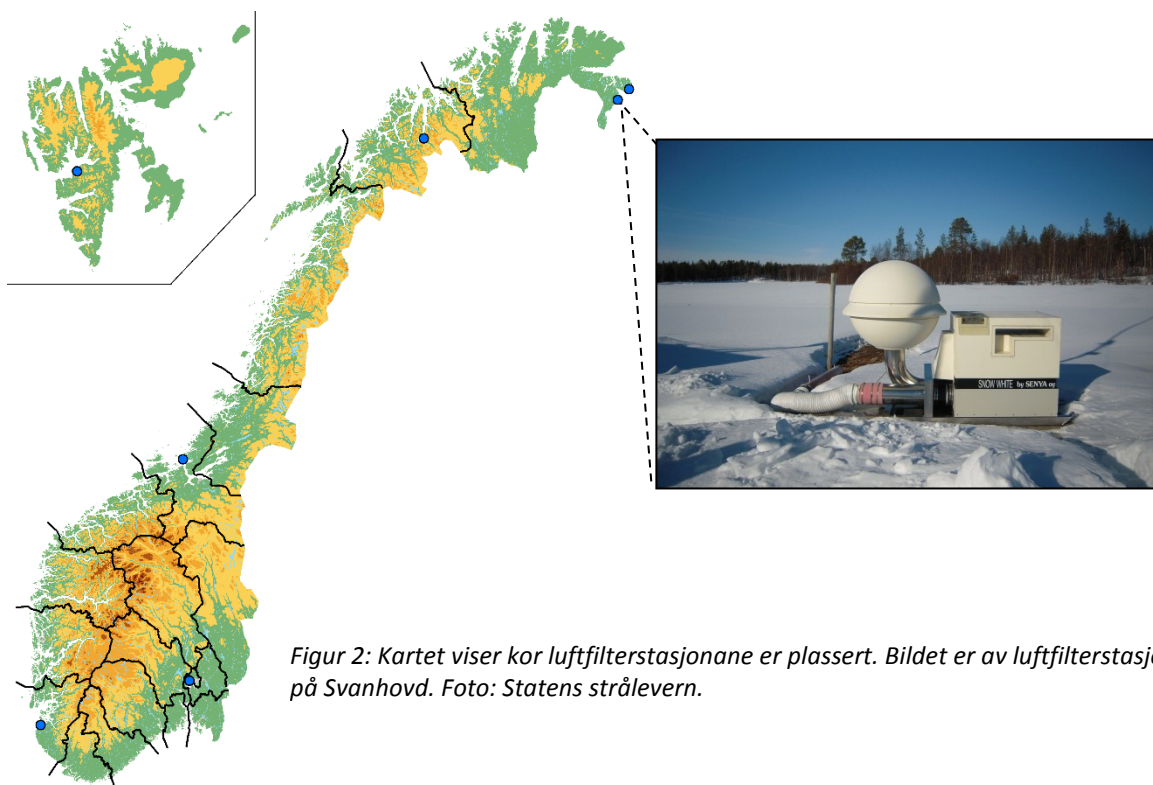 SNOW WHITE by SENYA oy
Figur 2: Kartet viser kor luftfilterstasjonane er plassert. Bildet er av luftfilterstasj
på Svanhovd. Foto: Statens strålevern.